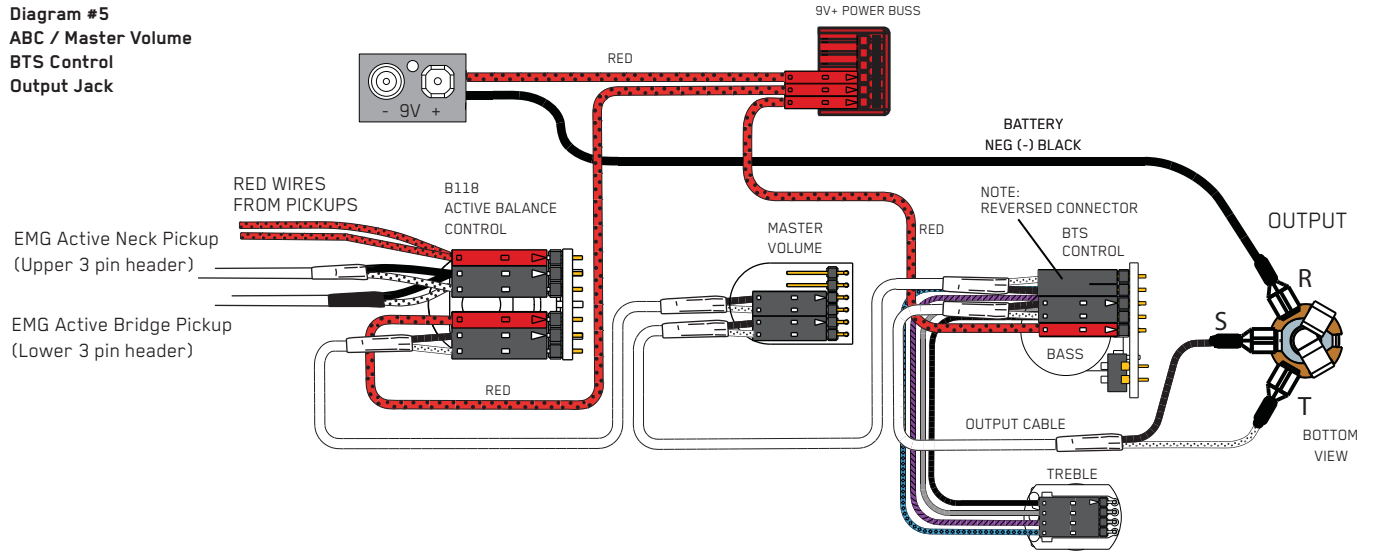 Diagram #5
ABC / Master Volume
BTS Control
Output Jack
9V+ POWER BUSS
RED
- 9V +
BATTERY
NEG (-) BLACK
RED WIRES
FROM PICKUPS
B118
ACTIVE BALANCE
CONTROL
EMG Active Neck Pickup
(Upper 3 pin header)
EMG Active Bridge Pickup
(Lower 3 pin header)
RED
MASTER
VOLUME
RED
NOTE:
REVERSED CONNECTOR
BTS
CONTROL
BASS
OUTPUT
R
S
T
BOTTOM
VIEW
OUTPUT CABLE
TREBLE